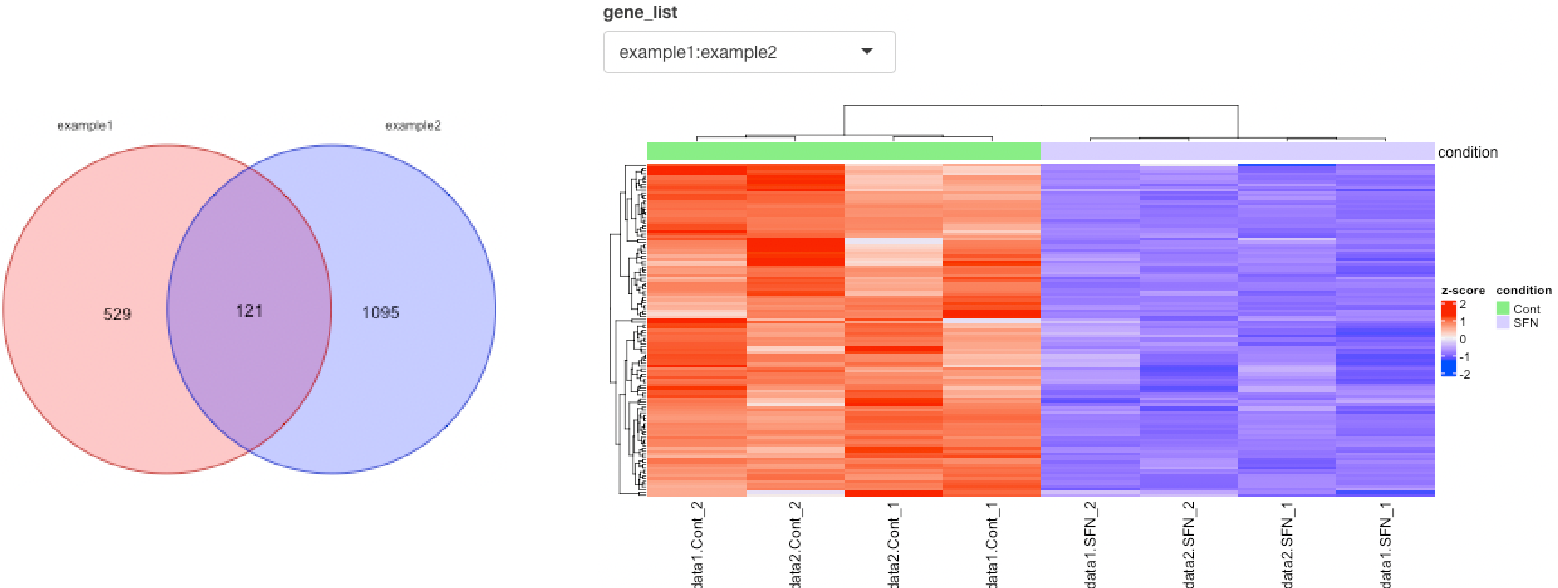 gene_list
example1:example2
example1
example2
529
121
1095
condition
z-score
2
1
0
-1
-2
condition
Cont
SFN
data1.Cont_2
data2.Cont_2
data2.Cont_1
data1.Cont_1
data1.SFN_2
data2.SFN_2
data2.SFN_1
data1.SFN_1